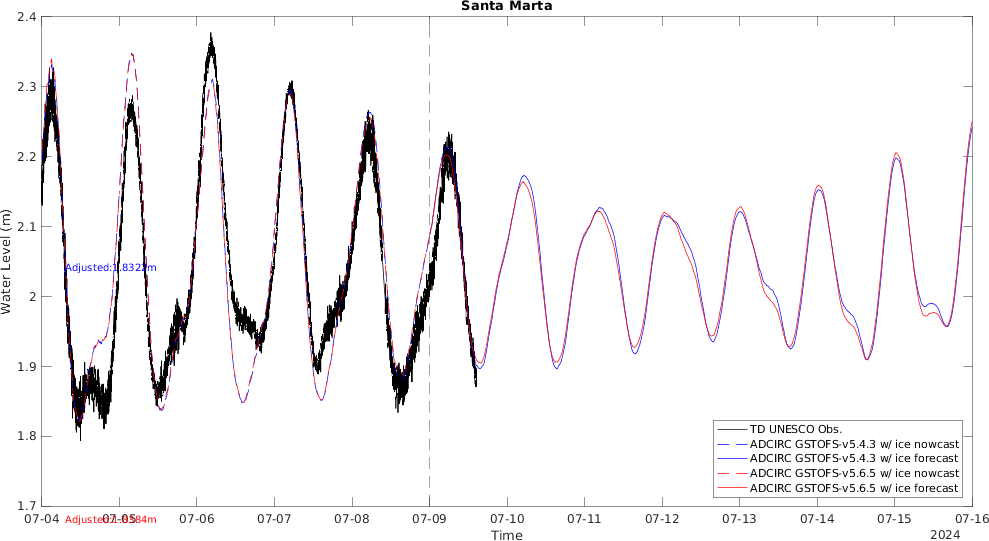 Santa Marta
2.4
2.3
2.2
2.1
2
1.9
1.8
1.7
Water Level (m)
TD UNESCO Obs.
ADCIRC GSTOFS-v5.4.3 w/ ice nowcast
ADCIRC GSTOFS-v5.4.3 w/ ice forecast
ADCIRC GSTOFS-v5.6.5 w/ ice nowcast
ADCIRC GSTOFS-v5.6.5 w/ ice forecast
07-04 07-05 07-06 07-07 07-08 07-09 07-10 07-11 07-12 07-13 07-14 07-15 07-16
Time
2024